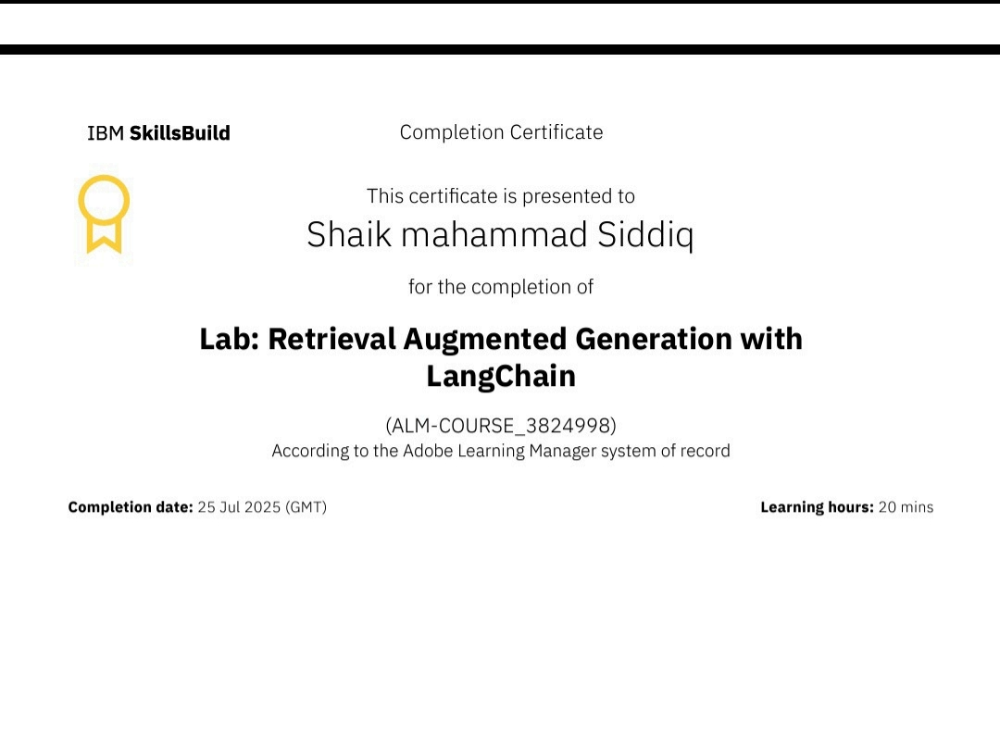 IBM SkillsBuild
Completion Certificate
This certificate is presented to
Shaik mahammad Siddiq
for the completion of
Lab: Retrieval Augmented Generation with
LangChain
(ALM-COURSE_3824998)
According to the Adobe Learning Manager system of record
Completion date: 25 Jul 2025 (GMT)
Learning hours: 20 mins